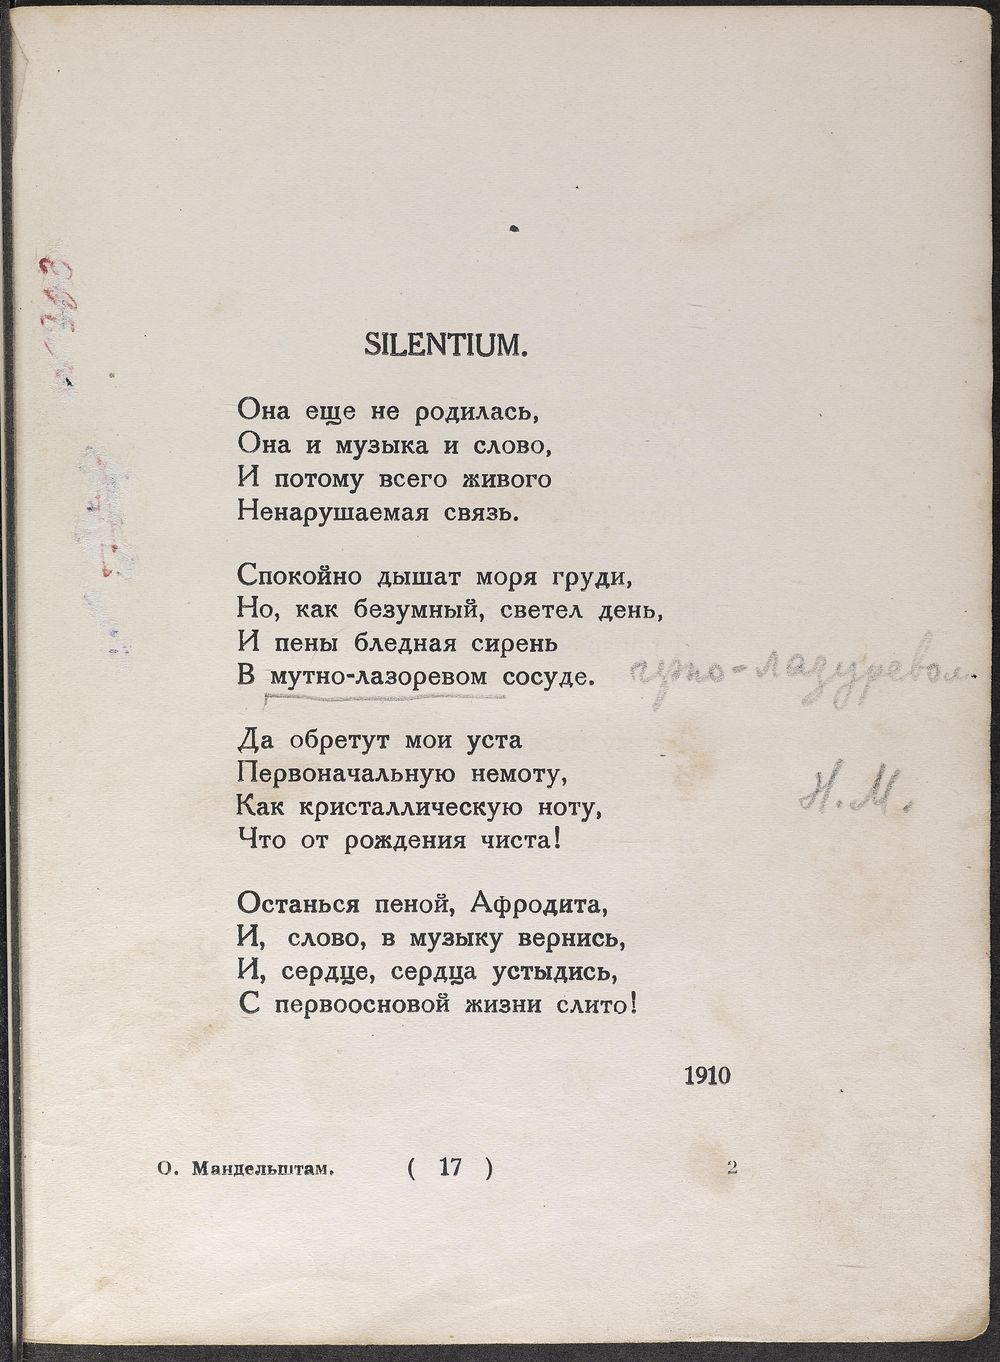 SILENTIUM.
Она еще не родилась,
Она и музыка и слово,
И потому всего живого
Ненарушаемая связь.
Спокойно дышат моря груди,
Но, как безумный, светел день,
И пены бледная сирень
В мутно-лазоревом сосуде.
Да обретут мои уста
Первоначальную немоту,
Как кристаллическую ноту,
Что от рождения чиста!
Останься пеной, Афродита,
И, слово, в музыку вернись,
И, сердце, сердца устыдись,
С первоосновой жизни слито!
1910
Н. М.
О. Мандельштам. ( 17 ) 2